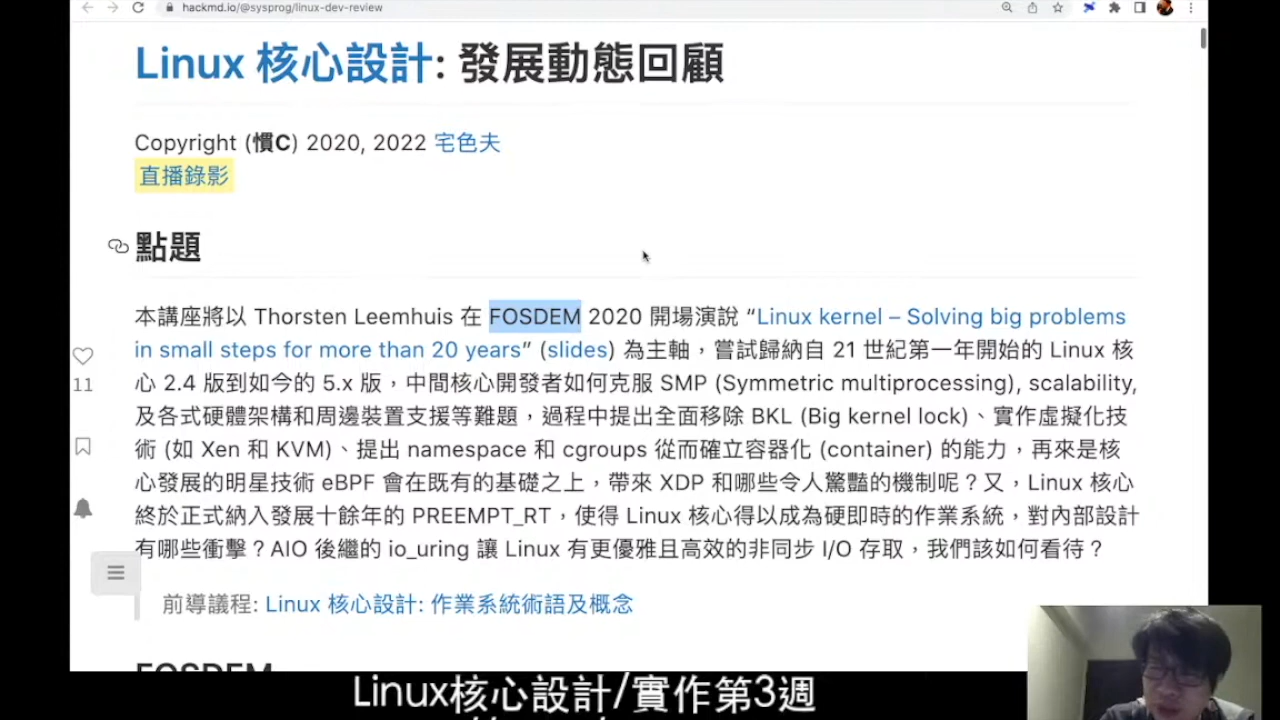 hackmd.io/@sysprog/linux-dev-review
Linux 核心設計: 發展動態回顧
Copyright (慣C) 2020, 2022 宅色夫
直播錄影
點題
本講座將以 Thorsten Leemhuis 在 FOSDEM 2020 開場演說 “Linux kernel – Solving big problems
in small steps for more than 20 years” (slides) 為主軸，嘗試歸納自 21 世紀第一年開始的 Linux 核
心 2.4 版到如今的 5.x 版，中間核心開發者如何克服 SMP (Symmetric multiprocessing), scalability,
及各式硬體架構和周邊裝置支援等難題，過程中提出全面移除 BKL (Big kernel lock)、實作虛擬化技
術 (如 Xen 和 KVM)、提出 namespace 和 cgroups 從而確立容器化 (container) 的能力，再來是核
心發展的明星技術 eBPF 會在既有的基礎之上，帶來 XDP 和哪些令人驚豔的機制呢？又，Linux 核心
終於正式納入發展十餘年的 PREEMPT_RT，使得 Linux 核心得以成為硬即時的作業系統，對內部設計
有哪些衝擊？AIO 後繼的 io_uring 讓 Linux 有更優雅且高效的非同步 I/O 存取，我們該如何看待？
11
前導議程: Linux 核心設計: 作業系統術語及概念
FOSDEM
Linux核心設計/實作第3週